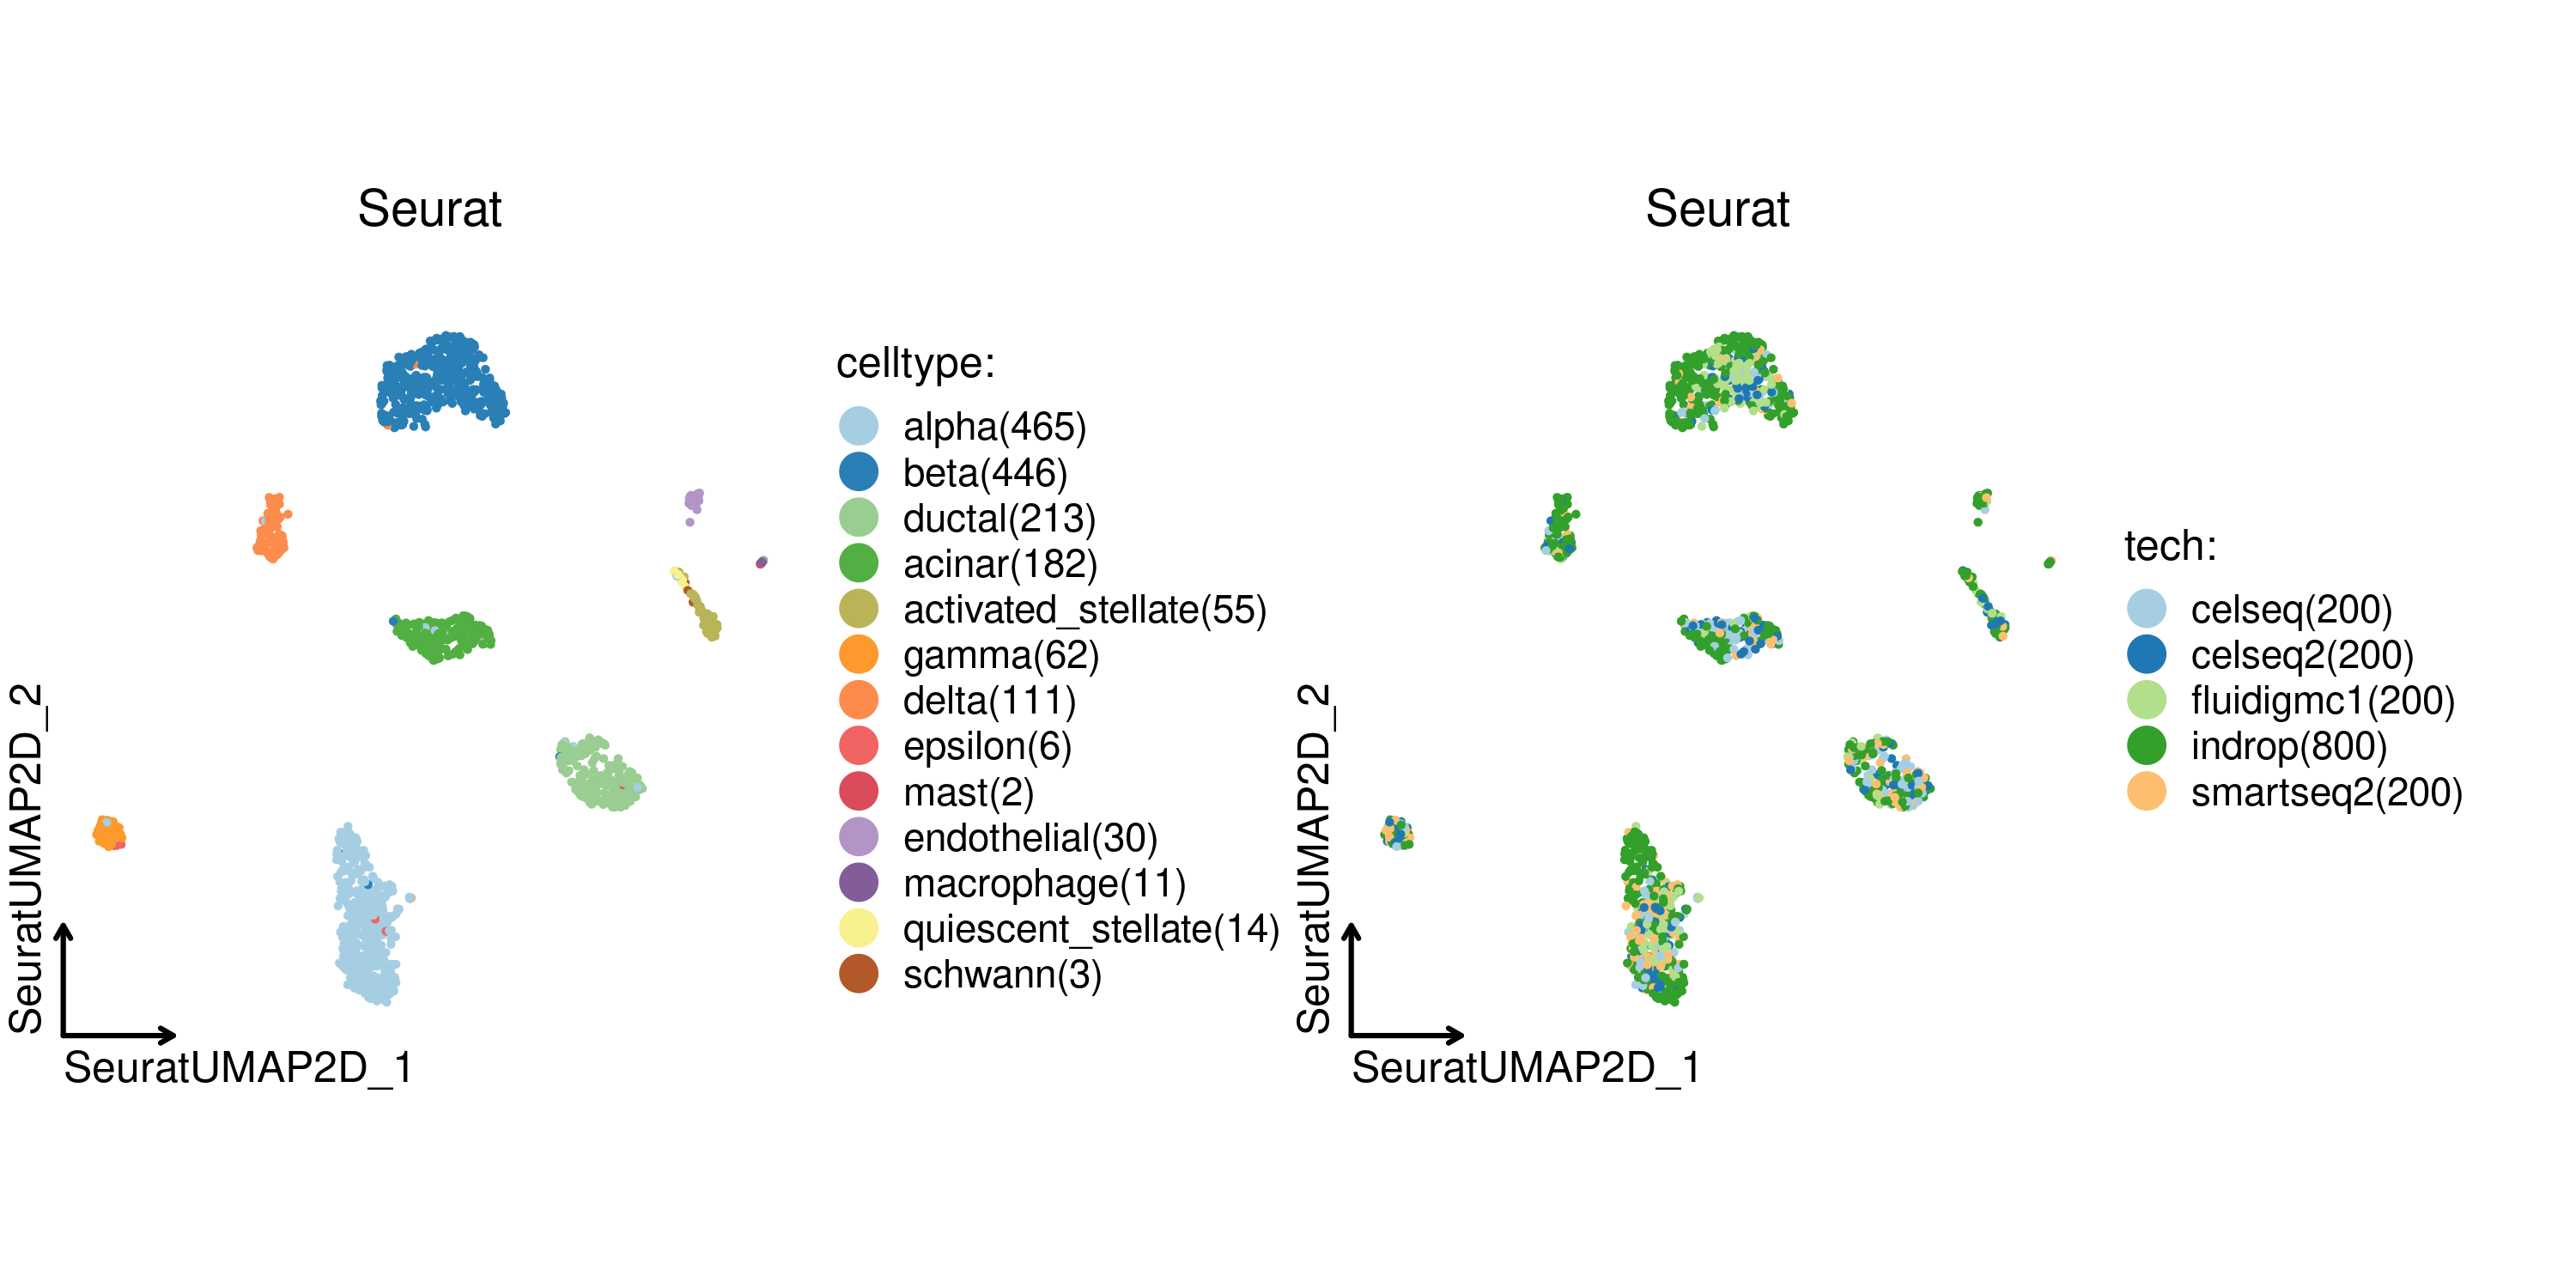 Seurat
celltype:
alpha(465)
beta(446)
ductal(213)
acinar(182)
activated_stellate(55)
gamma(62)
delta(111)
epsilon(6)
mast(2)
endothelial(30)
macrophage(11)
quiescent_stellate(14)
schwann(3)
SeuratUMAP2D_2
SeuratUMAP2D_1
Seurat
tech:
celseq(200)
celseq2(200)
fluidigmc1(200)
indrop(800)
smartseq2(200)
SeuratUMAP2D_2
SeuratUMAP2D_1